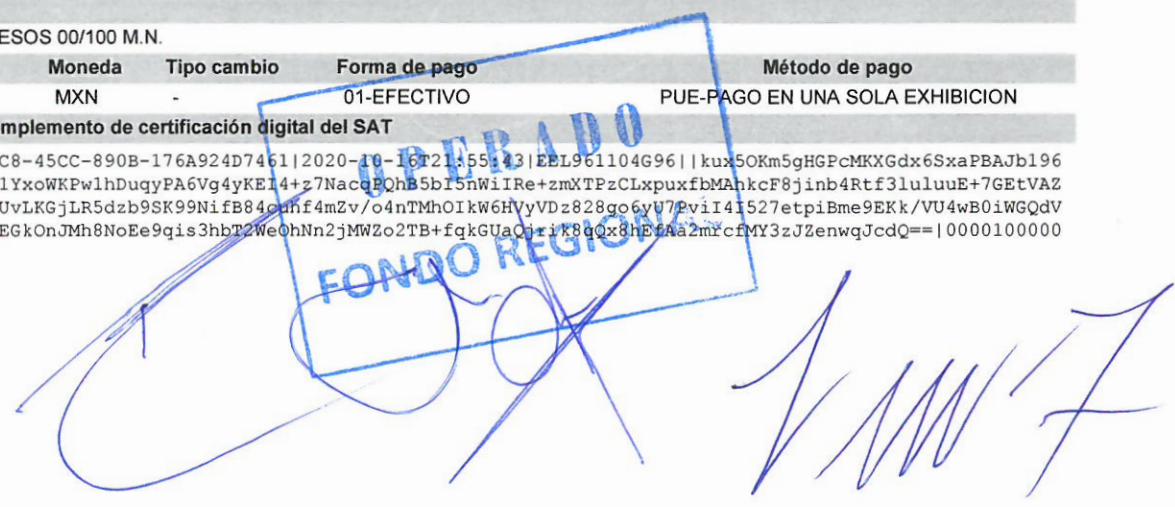 ESOS 00/100 M.N.
Moneda Tipo cambio Forma de pago Método de pago
MXN - 01-EFECTIVO PUE-PAGO EN UNA SOLA EXHIBICION
mplemento de certificación digital del SAT
C8-45CC-890B-176A924D7461|2020-10-16T21:55:43|EEL961104G96||kux5OKm5gHGPcMKXGdx6SxaPBAJb196
1YxoWKPwlhDuqyPA6Vg4yKEI4+z7NacqPQhB5bI5nWiIRe+zmXTPzCLxpuxfbMAhkcF8jinb4Rtf3luluuE+7GEtVAZ
UvLKGjLR5dzb9SK99NifB84cuhf4mZv/o4nTMhOIkW6HVyVDz828go6yU7PviI4I527etpiBme9EKk/VU4wB0iWGQdV
EGkOnJMh8NoEe9qis3hbT2WeOhNn2jMWZo2TB+fqkGUaQjrik8qQx8hEfAa2mrcfMY3zJZenwqJcdQ==|0000100000
OPERADO
FONDO REGIONAL